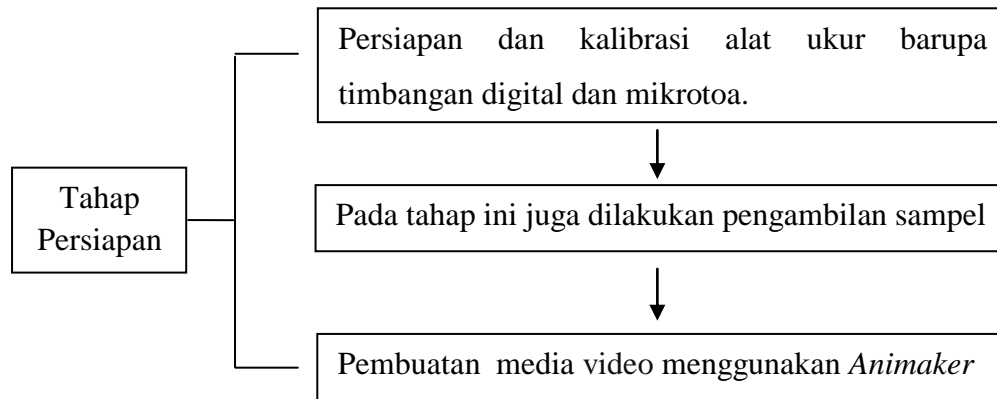 Persiapan dan kalibrasi alat ukur barupa
timbangan digital dan mikrotoa.
Tahap
Persiapan
Pada tahap ini juga dilakukan pengambilan sampel
Pembuatan media video menggunakan Animaker